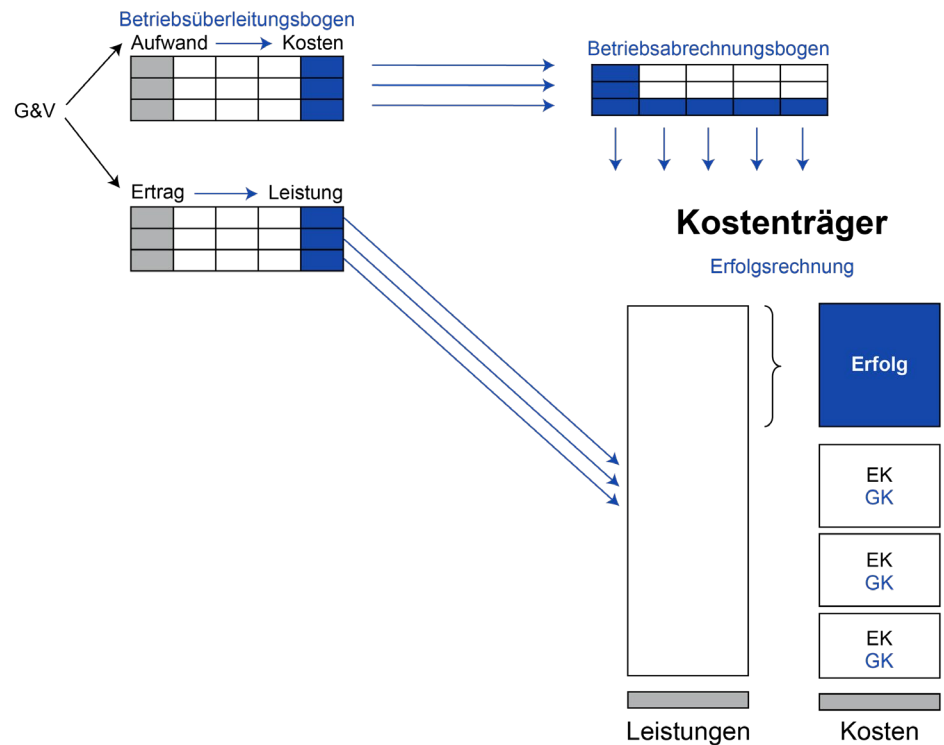 Betriebsüberleitungsbogen
Aufwand Kosten
Betriebsabrechnungsbogen
G&V
Ertrag Leistung
Kostenträger
Erfolgsrechnung
Erfolg
EK
GK
EK
GK
EK
GK
Leistungen Kosten